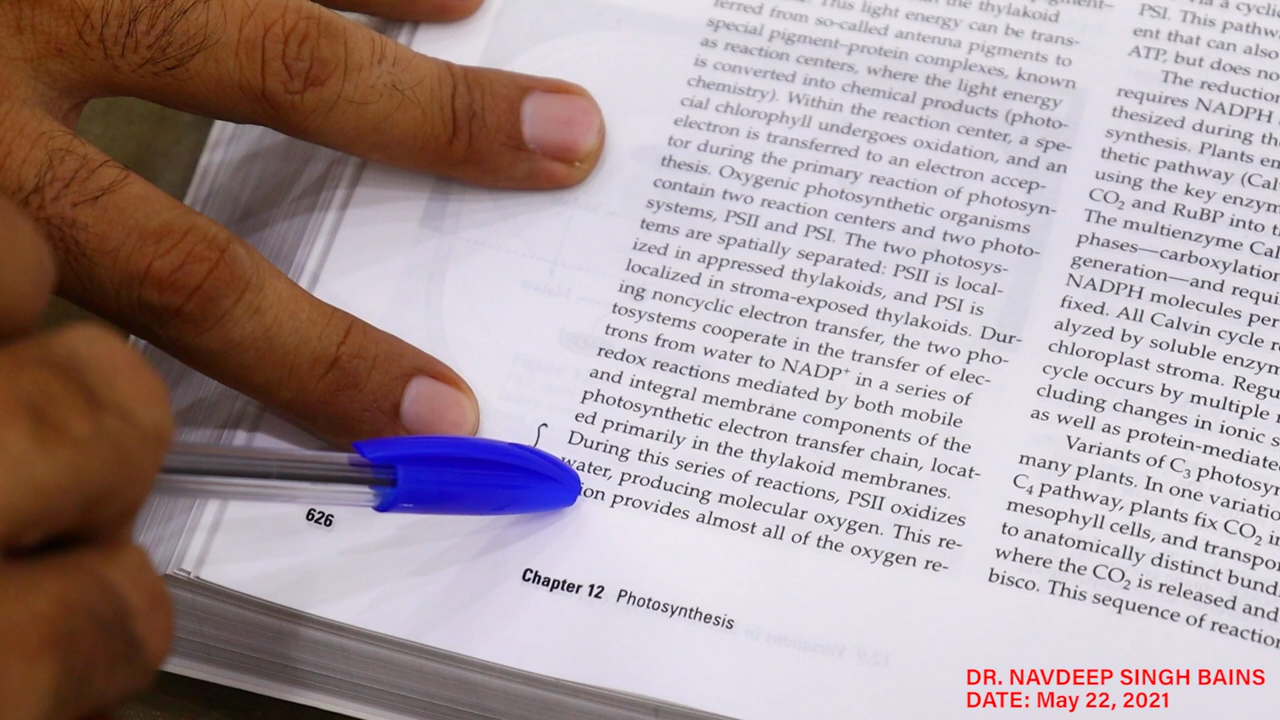 ferred from so-called antenna pigments to
special pigment–protein complexes, known
as reaction centers, where the light energy
is converted into chemical products (photo-
chemistry). Within the reaction center, a spe-
cial chlorophyll undergoes oxidation, and an
electron is transferred to an electron accep-
tor during the primary reaction of photosyn-
thesis. Oxygenic photosynthetic organisms
contain two reaction centers and two photo-
systems, PSII and PSI. The two photosys-
tems are spatially separated: PSII is local-
ized in appressed thylakoids, and PSI is
localized in stroma-exposed thylakoids. Dur-
ing noncyclic electron transfer, the two pho-
tosystems cooperate in the transfer of elec-
trons from water to NADP⁺ in a series of
redox reactions mediated by both mobile
and integral membrane components of the
photosynthetic electron transfer chain, locat-
ed primarily in the thylakoid membranes.
During this series of reactions, PSII oxidizes
water, producing molecular oxygen. This re-
ion provides almost all of the oxygen re-
PSI. This pathw
ent that can also
ATP, but does no
The reduction
requires NADPH
thesized during th
synthesis. Plants em
thetic pathway (Cal
using the key enzym
CO₂ and RuBP into t
The multienzyme Cal
phases—carboxylation
generation—and requi
NADPH molecules per
fixed. All Calvin cycle r
alyzed by soluble enzym
chloroplast stroma. Regu
cycle occurs by multiple
cluding changes in ionic s
as well as protein-mediate
Variants of C₃ photosyn
many plants. In one variatio
C₄ pathway, plants fix CO₂ in
mesophyll cells, and transpor
to anatomically distinct bund
where the CO₂ is released and
bisco. This sequence of reaction
626
Chapter 12 Photosynthesis
DR. NAVDEEP SINGH BAINS
DATE: May 22, 2021